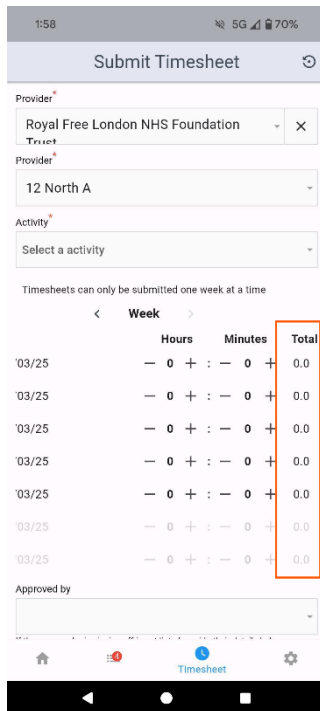 1:58 5G 70%
Submit Timesheet
Provider*
Royal Free London NHS Foundation
Trust
Provider*
12 North A
Activity*
Select a activity
Timesheets can only be submitted one week at a time
< Week >
Hours Minutes Total
'03/25 — 0 + : — 0 + 0.0
'03/25 — 0 + : — 0 + 0.0
'03/25 — 0 + : — 0 + 0.0
'03/25 — 0 + : — 0 + 0.0
'03/25 — 0 + : — 0 + 0.0
'03/25 — 0 + : — 0 + 0.0
'03/25 — 0 + : — 0 + 0.0
Approved by
4
Timesheet